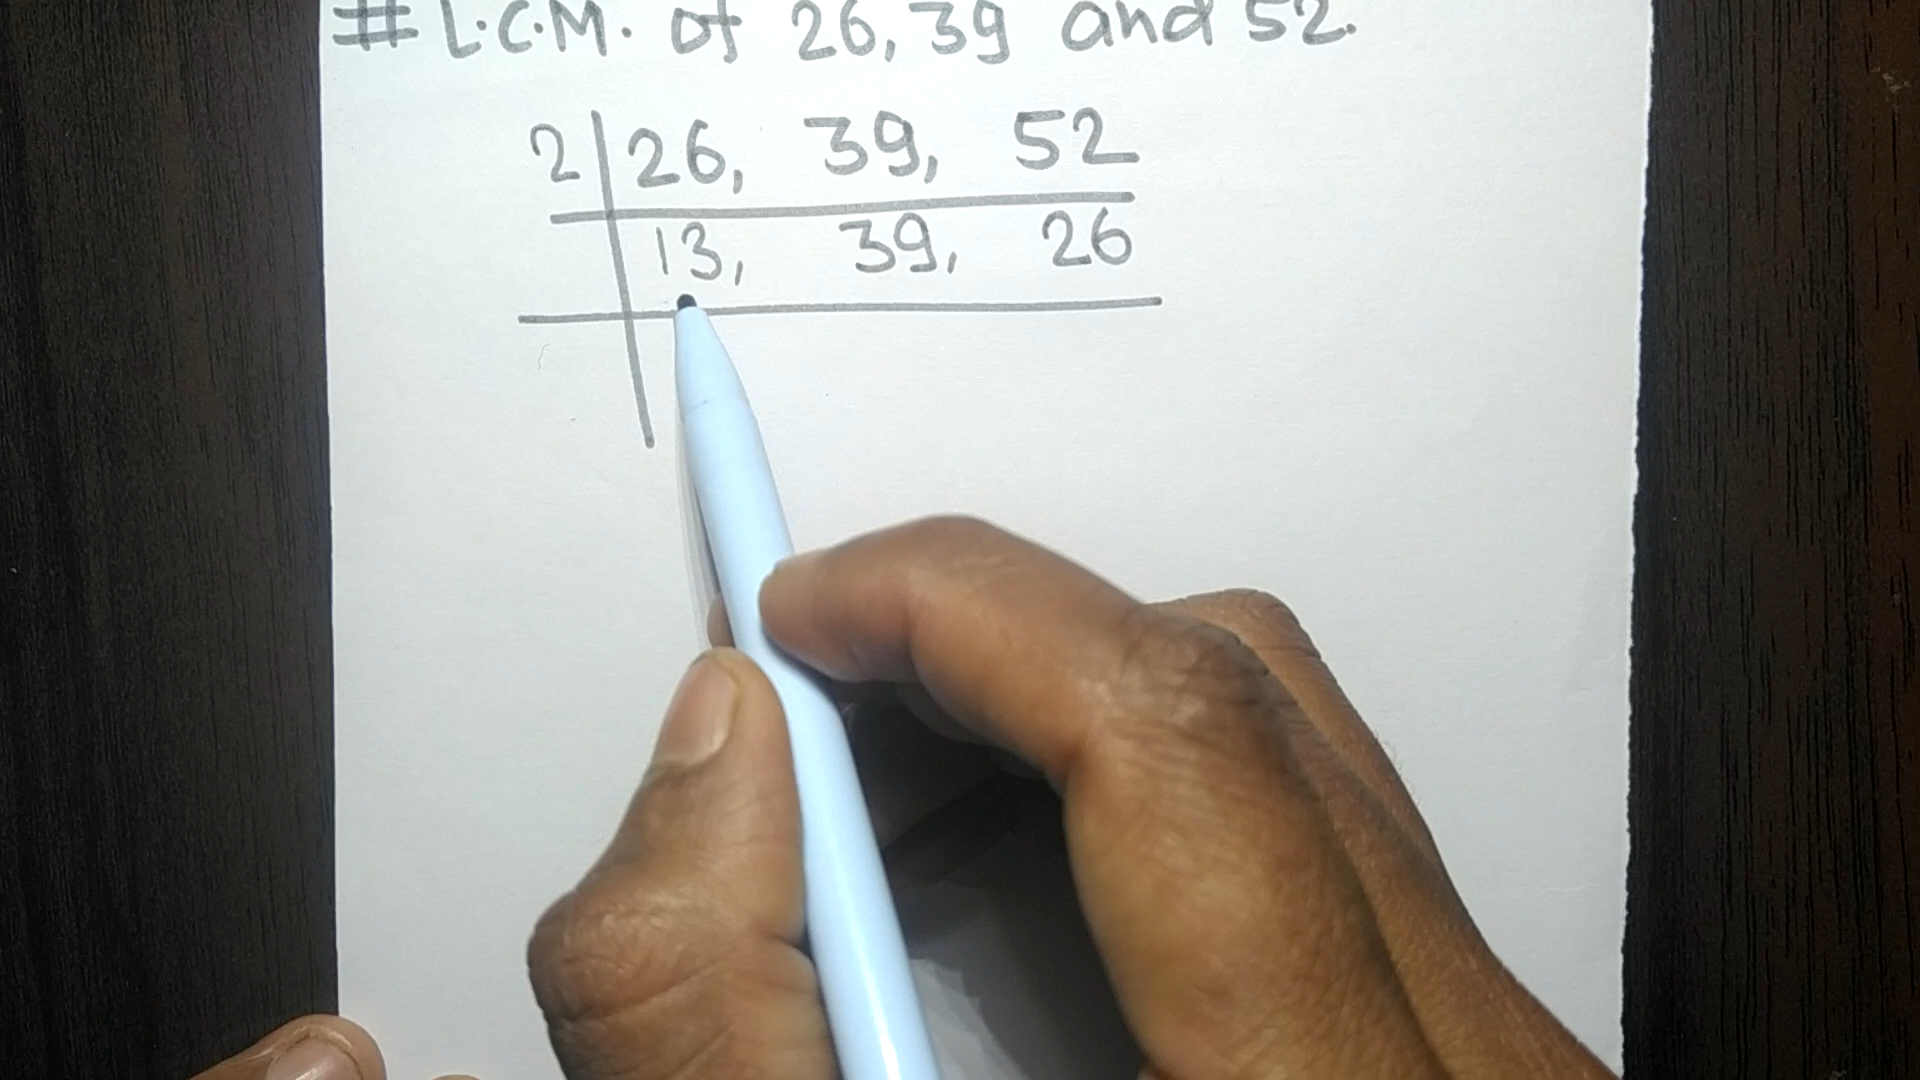 # L.C.M. of 26, 39 and 52.
2 | 26, 39, 52
13, 39, 26